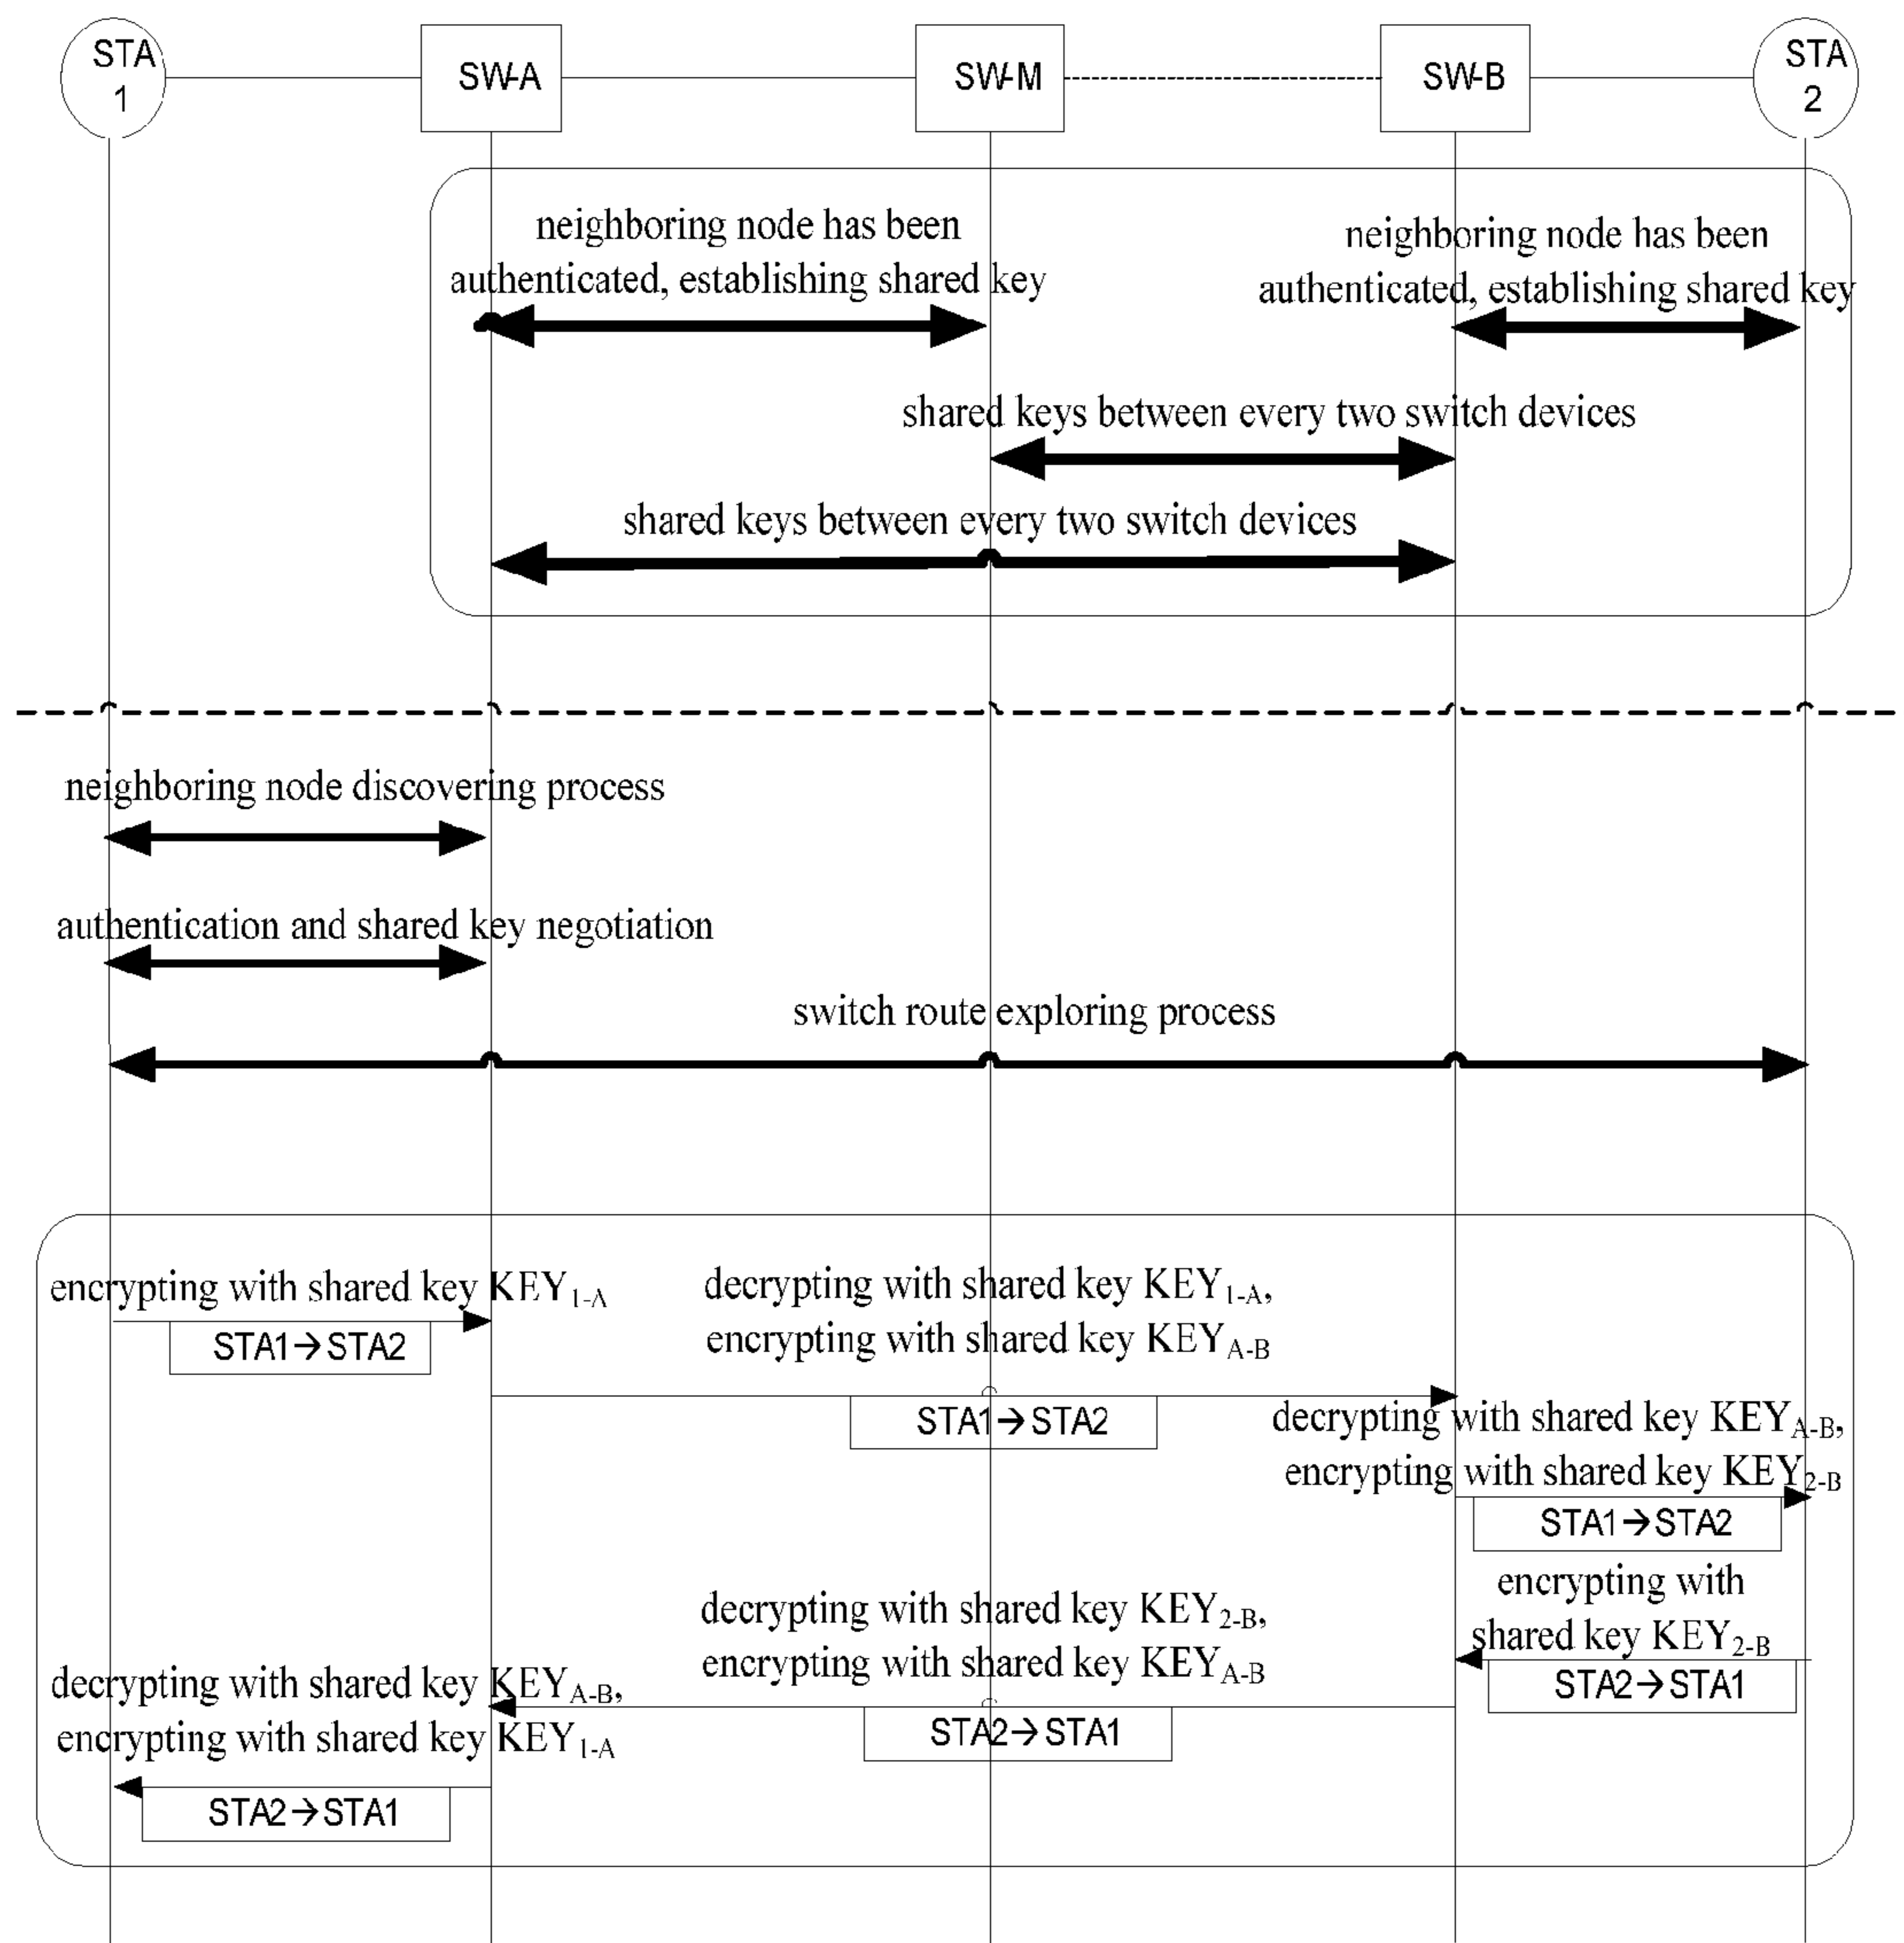 STA
1
SW-A
SW-M
SW-B
STA
2
neighboring node has been
authenticated, establishing shared key
neighboring node has been
authenticated, establishing shared key
shared keys between every two switch devices
shared keys between every two switch devices
neighboring node discovering process
authentication and shared key negotiation
switch route exploring process
encrypting with shared key KEY1-A
STA1→STA2
decrypting with shared key KEY1-A,
encrypting with shared key KEYA-B
STA1→STA2
decrypting with shared key KEYA-B,
encrypting with shared key KEY2-B
STA1→STA2
encrypting with
shared key KEY2-B
STA2→STA1
decrypting with shared key KEY2-B,
encrypting with shared key KEYA-B
STA2→STA1
decrypting with shared key KEYA-B,
encrypting with shared key KEY1-A
STA2→STA1